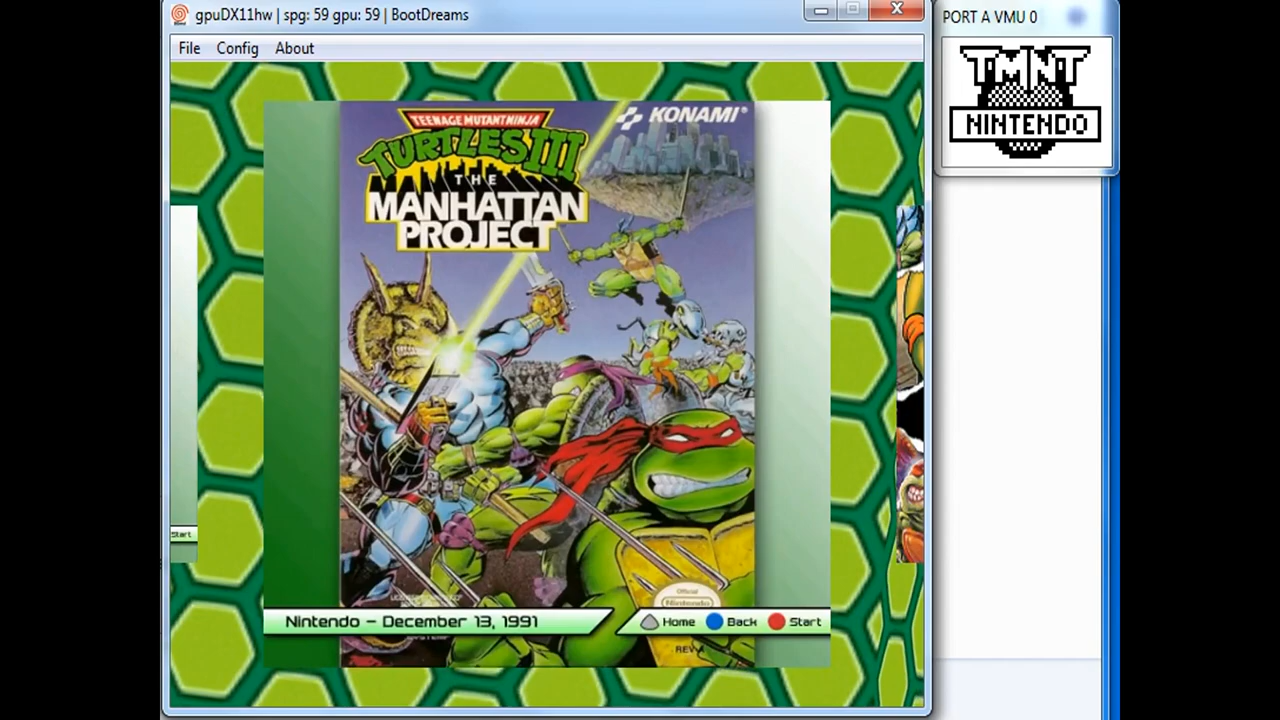 gpuDX11hw | spg: 59 gpu: 59 | BootDreams
File Config About
PORT A VMU 0
TMNT
NINTENDO
KONAMI®
TEENAGE MUTANT NINJA
TURTLES III
THE
MANHATTAN
PROJECT
Start
Official
Nintendo
Nintendo – December 13, 1991
Home Back Start
REV-A